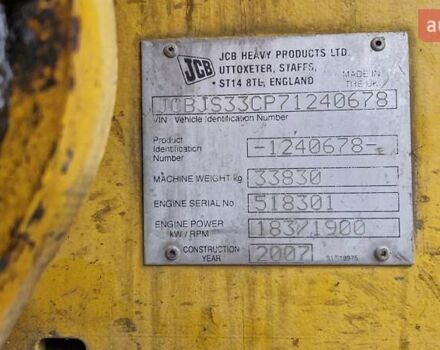 JCB
JCB HEAVY PRODUCTS LTD.
UTTOXETER, STAFFS,
• ST14 8TL, ENGLAND
MADE IN
THE UK
JCBJS33CP71240678
VIN Vehicle Identification Number
Product
Identification
Number
-1240678-
MACHINE WEIGHT kg
33830
ENGINE SERIAL No
518301
ENGINE POWER
kW / RPM
183/1900
CONSTRUCTION
YEAR
2007